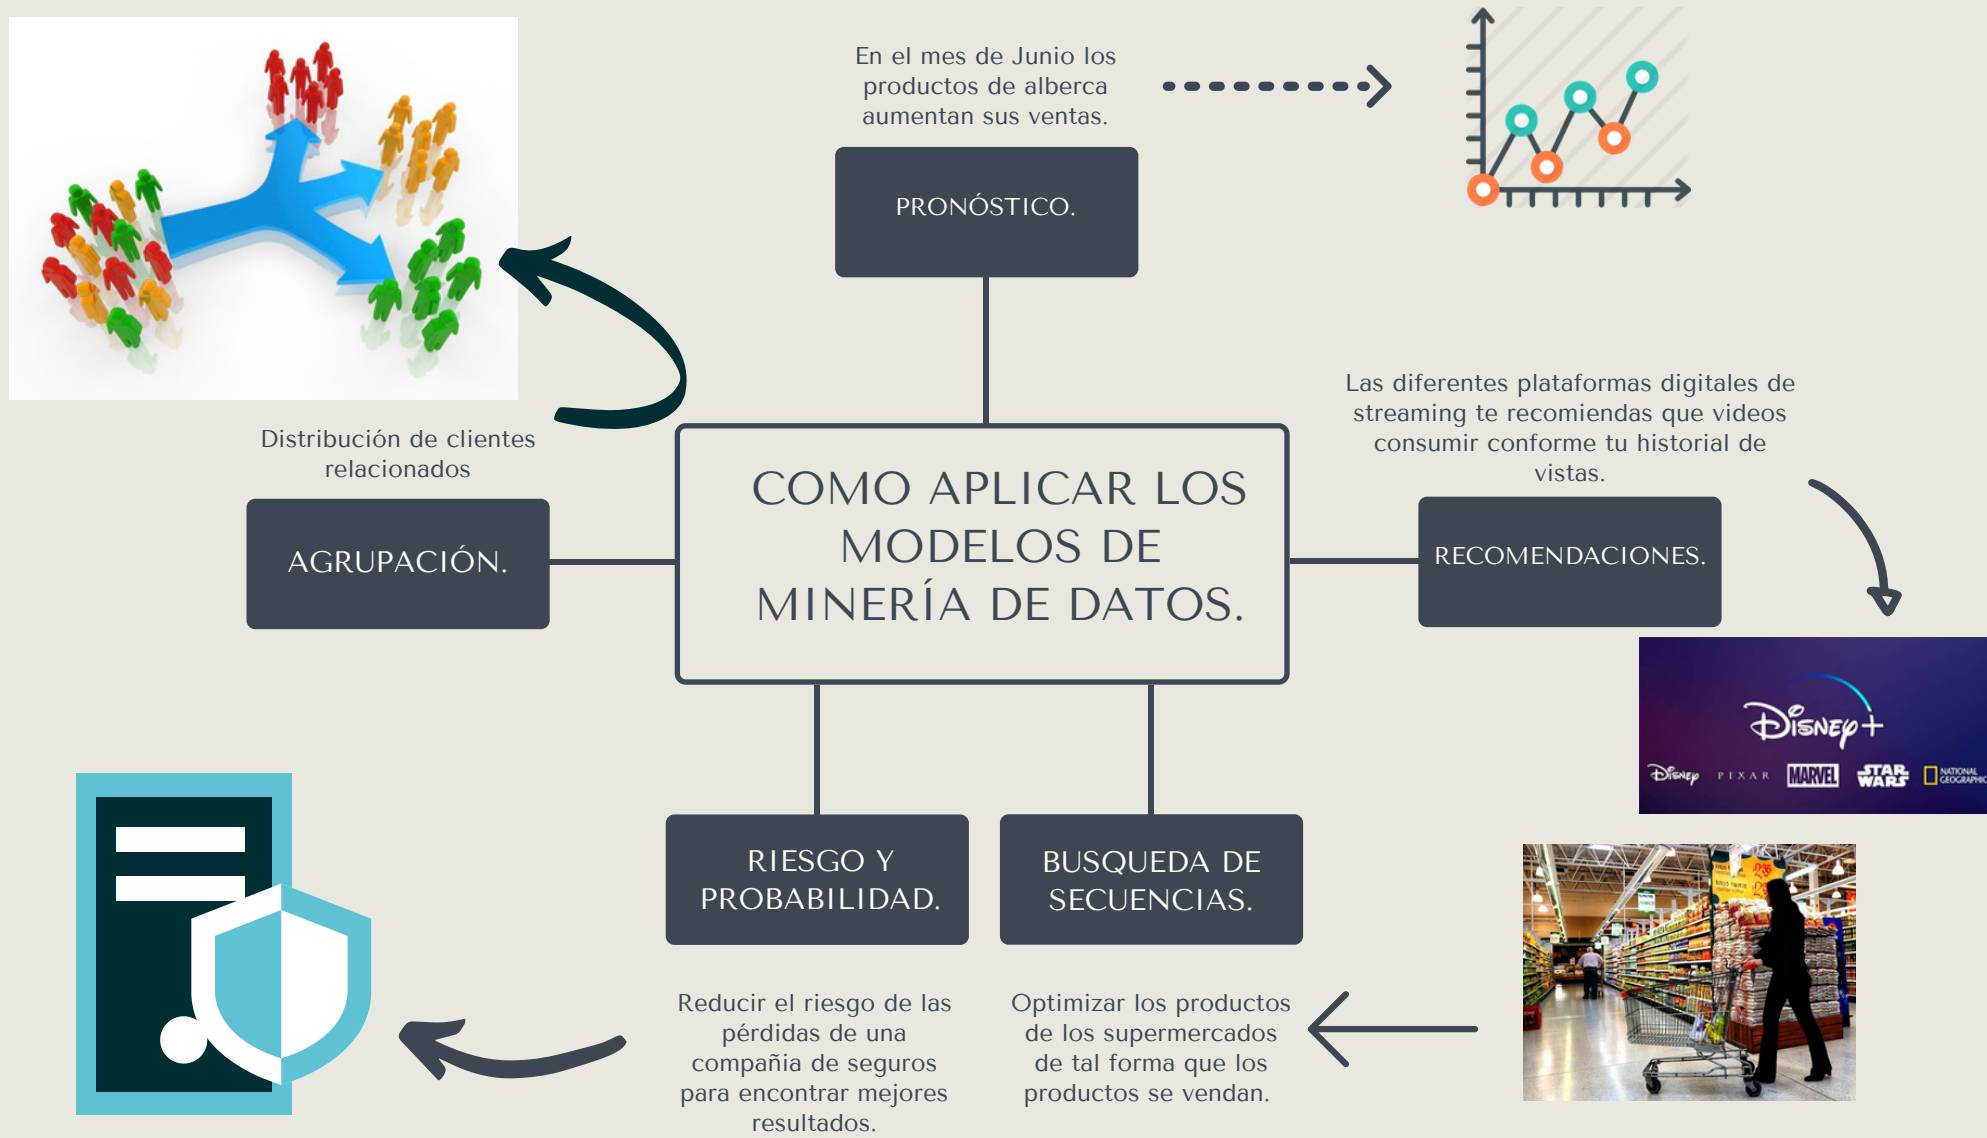 En el mes de Junio los
productos de alberca
aumentan sus ventas.
PRONÓSTICO.
Distribución de clientes
relacionados
AGRUPACIÓN.
COMO APLICAR LOS
MODELOS DE
MINERÍA DE DATOS.
Las diferentes plataformas digitales de
streaming te recomiendas que videos
consumir conforme tu historial de
vistas.
RECOMENDACIONES.
Disney+
Disney PIXAR MARVEL STAR WARS NATIONAL GEOGRAPHIC
RIESGO Y
PROBABILIDAD.
Reducir el riesgo de las
pérdidas de una
compañia de seguros
para encontrar mejores
resultados.
BUSQUEDA DE
SECUENCIAS.
Optimizar los productos
de los supermercados
de tal forma que los
productos se vendan.